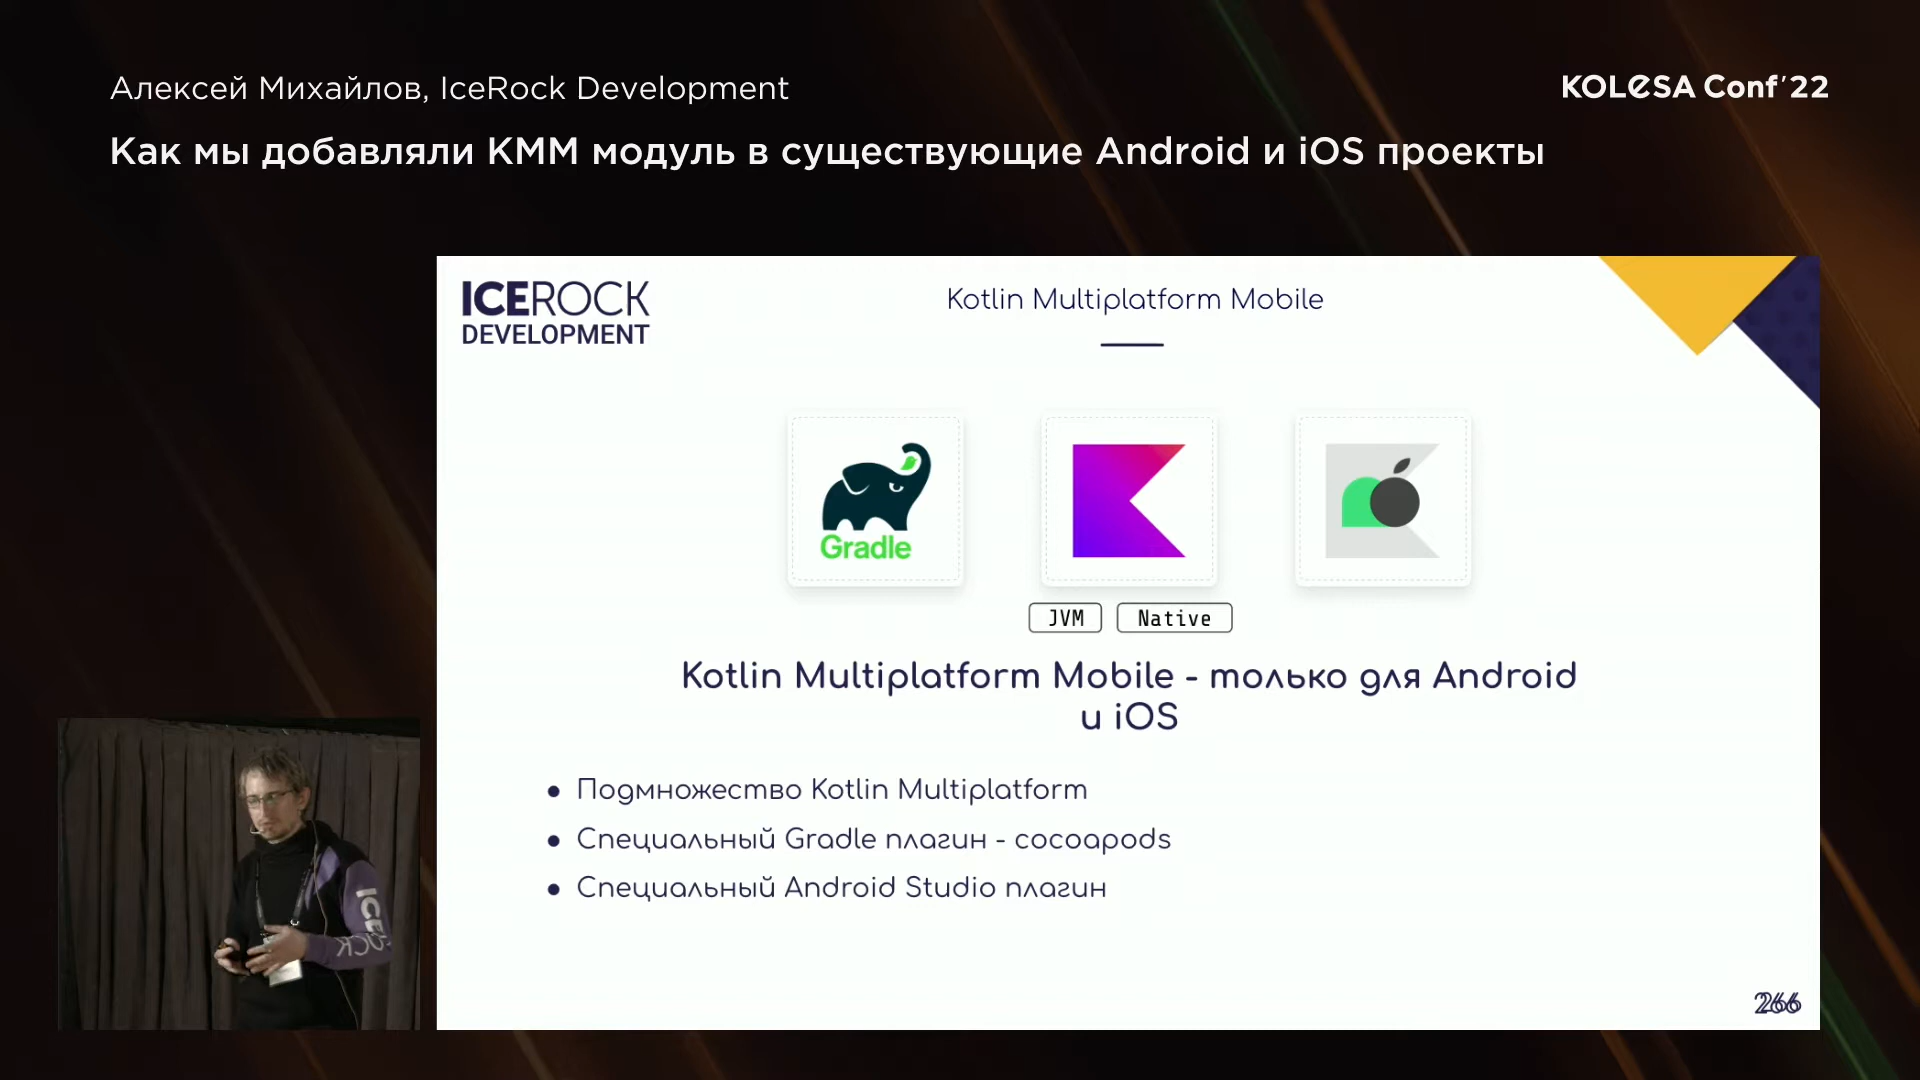 Алексей Михайлов, IceRock Development
KOLESA Conf'22
Как мы добавляли КММ модуль в существующие Android и iOS проекты
ICEROCK
DEVELOPMENT
Kotlin Multiplatform Mobile
Gradle
JVM
Native
Kotlin Multiplatform Mobile - только для Android
и iOS
● Подмножество Kotlin Multiplatform
● Специальный Gradle плагин - cocoapods
● Специальный Android Studio плагин
ICEROCK